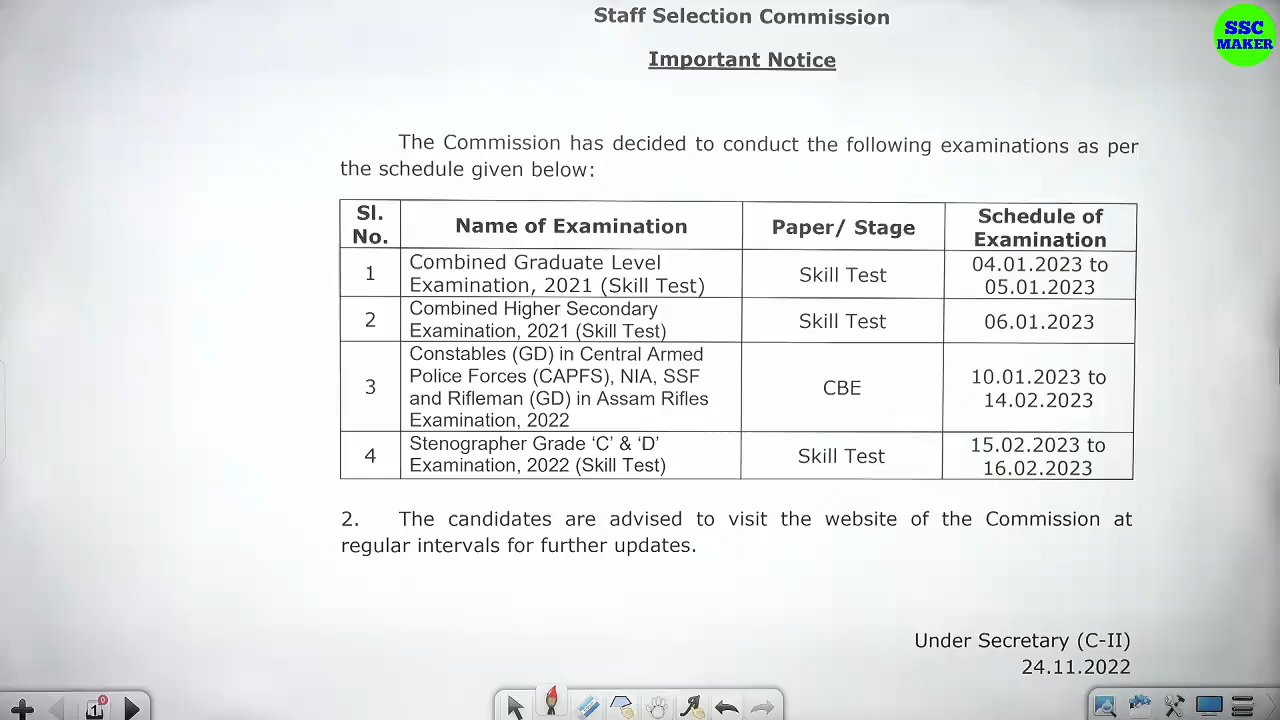 Staff Selection Commission
SSC
MAKER
Important Notice
The Commission has decided to conduct the following examinations as per
the schedule given below:
Sl.
No.
Name of Examination
Paper/ Stage
Schedule of
Examination
1
Combined Graduate Level
Examination, 2021 (Skill Test)
Skill Test
04.01.2023 to
05.01.2023
2
Combined Higher Secondary
Examination, 2021 (Skill Test)
Skill Test
06.01.2023
3
Constables (GD) in Central Armed
Police Forces (CAPFS), NIA, SSF
and Rifleman (GD) in Assam Rifles
Examination, 2022
CBE
10.01.2023 to
14.02.2023
4
Stenographer Grade ‘C’ & ‘D’
Examination, 2022 (Skill Test)
Skill Test
15.02.2023 to
16.02.2023
2. The candidates are advised to visit the website of the Commission at
regular intervals for further updates.
Under Secretary (C-II)
24.11.2022
1